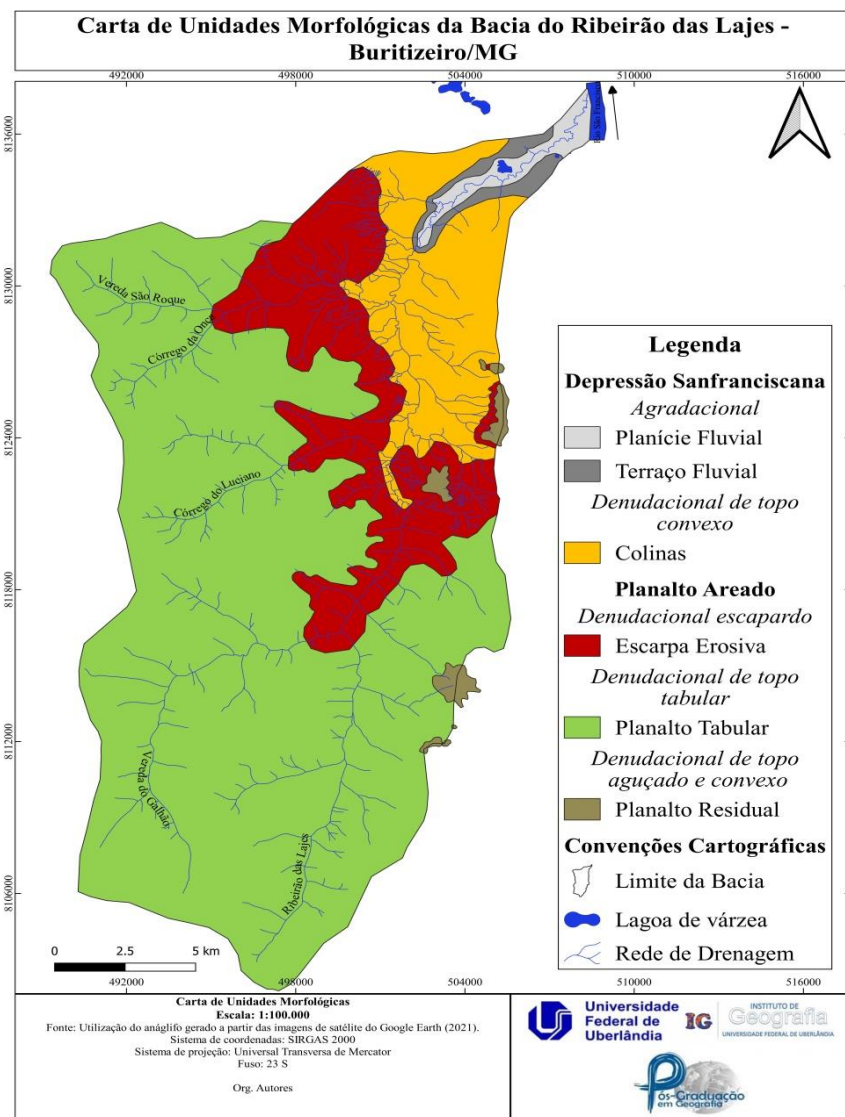 Carta de Unidades Morfológicas da Bacia do Ribeirão das Lajes -
Buritizeiro/MG
492000
498000
504000
510000
516000
8136000
8130000
8124000
8118000
8112000
8106000
Rio São Francisco
Vereda São Roque
Córrego da Onça
Córrego do Luciano
Vereda do Galhão
Ribeirão das Lajes
Legenda
Depressão Sanfranciscana
Agradacional
Planície Fluvial
Terraço Fluvial
Denudacional de topo
convexo
Colinas
Planalto Areado
Denudacional escapardo
Escarpa Erosiva
Denudacional de topo
tabular
Planalto Tabular
Denudacional de topo
aguçado e convexo
Planalto Residual
Convenções Cartográficas
Limite da Bacia
Lagoa de várzea
Rede de Drenagem
0 2.5 5 km
492000
498000
504000
510000
516000
Carta de Unidades Morfológicas
Escala: 1:100.000
Fonte: Utilização do anáglifo gerado a partir das imagens de satélite do Google Earth (2021).
Sistema de coordenadas: SIRGAS 2000
Sistema de projeção: Universal Transversa de Mercator
Fuso: 23 S
Org. Autores
Universidade
Federal de
Uberlândia
IG
INSTITUTO DE
Geografia
UNIVERSIDADE FEDERAL DE UBERLÂNDIA
Pós-Graduação
em Geografia